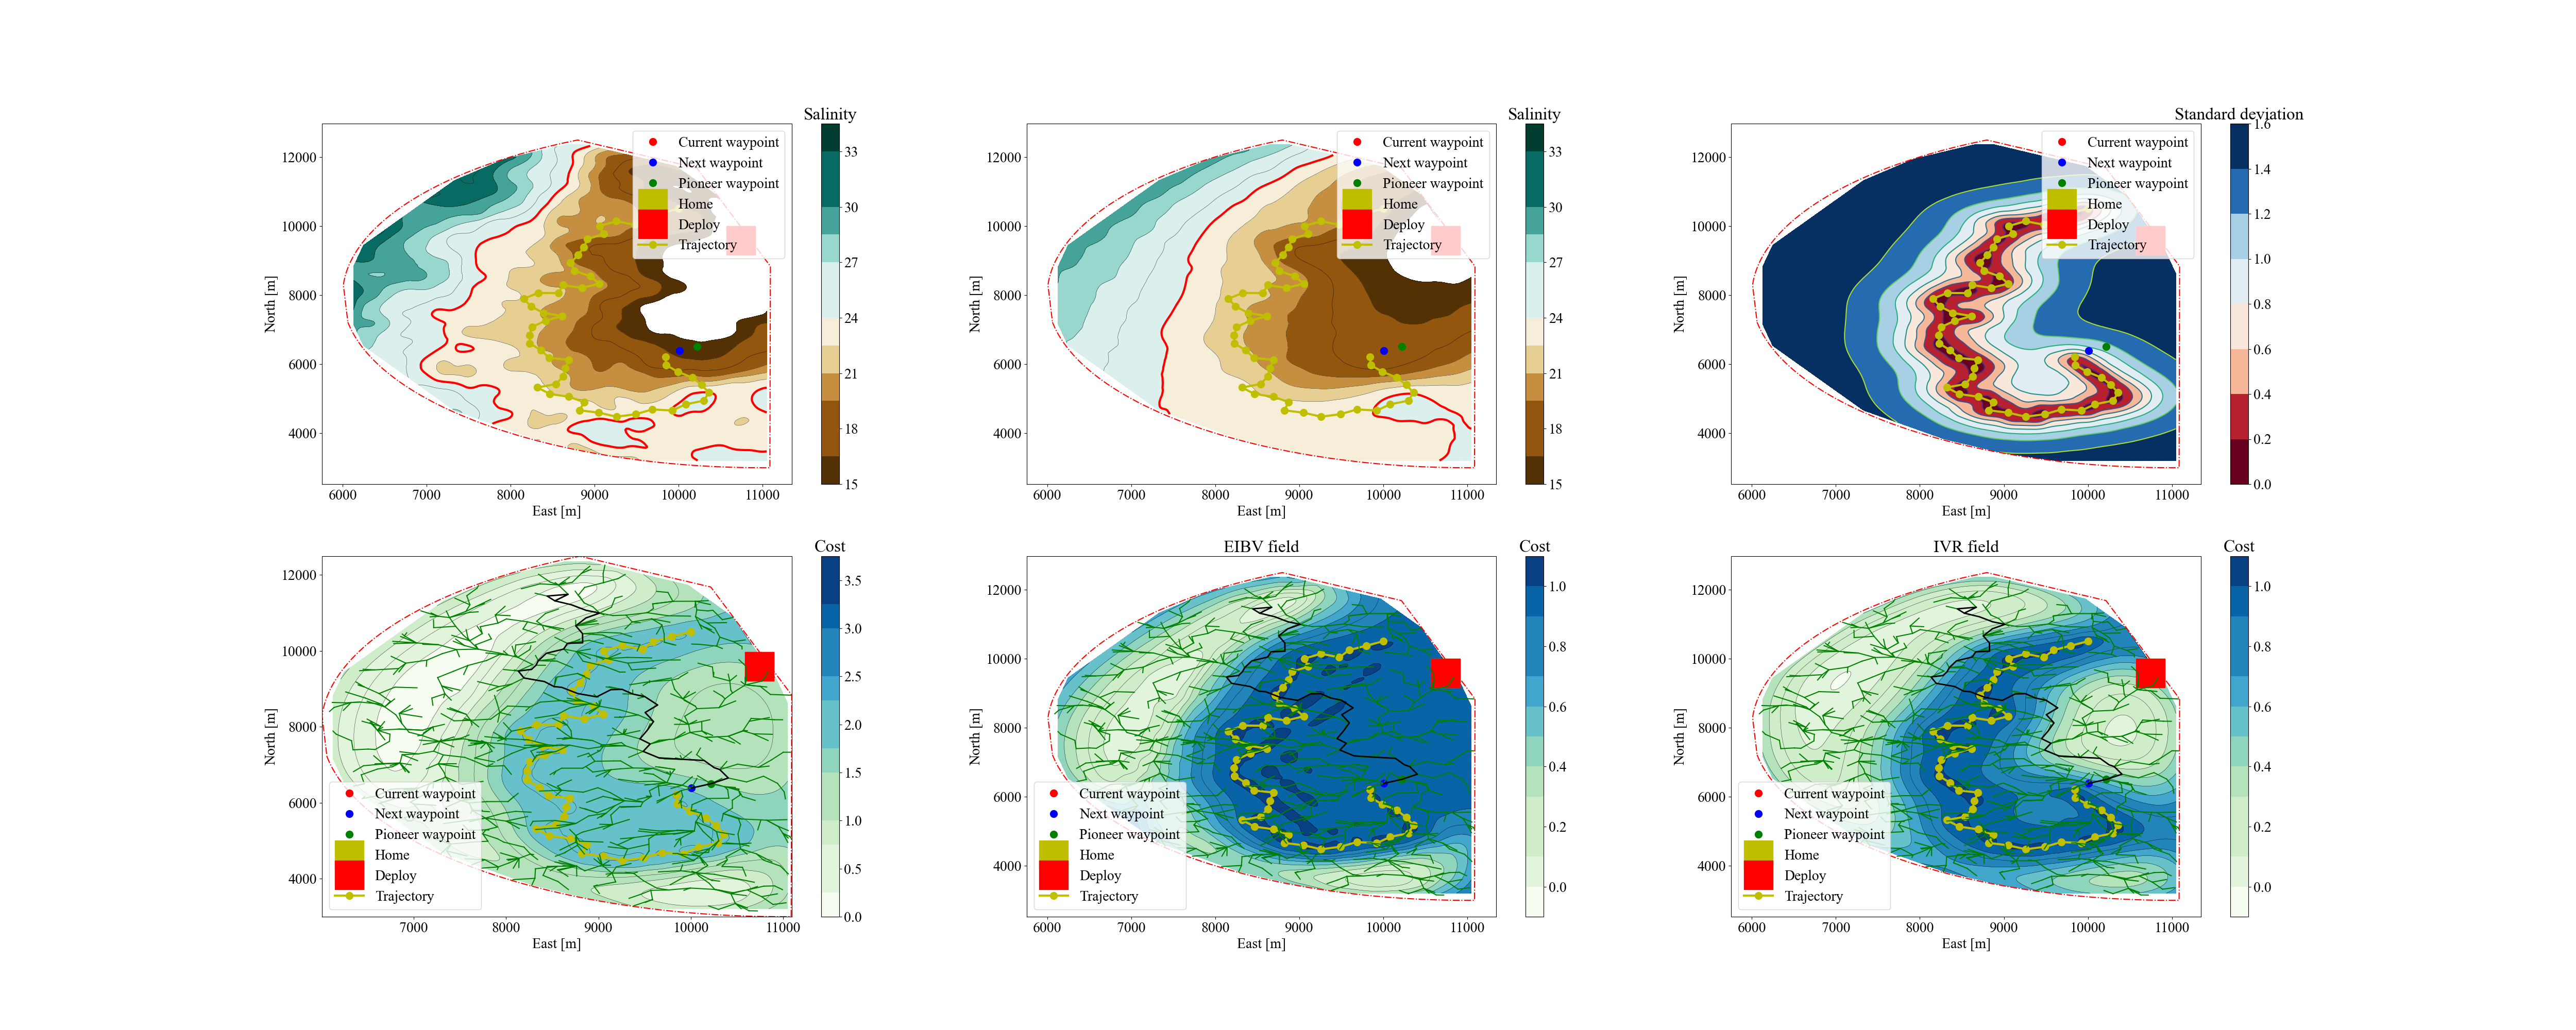 Salinity
12000
10000
8000
6000
4000
North [m]
6000 7000 8000 9000 10000 11000
East [m]
Current waypoint
Next waypoint
Pioneer waypoint
Home
Deploy
Trajectory
33
30
27
24
21
18
15
Salinity
12000
10000
8000
6000
4000
North [m]
6000 7000 8000 9000 10000 11000
East [m]
Current waypoint
Next waypoint
Pioneer waypoint
Home
Deploy
Trajectory
33
30
27
24
21
18
15
Standard deviation
12000
10000
8000
6000
4000
North [m]
6000 7000 8000 9000 10000 11000
East [m]
Current waypoint
Next waypoint
Pioneer waypoint
Home
Deploy
Trajectory
1.6
1.4
1.2
1.0
0.8
0.6
0.4
0.2
0.0
Cost
12000
10000
8000
6000
4000
North [m]
7000 8000 9000 10000 11000
East [m]
Current waypoint
Next waypoint
Pioneer waypoint
Home
Deploy
Trajectory
3.5
3.0
2.5
2.0
1.5
1.0
0.5
0.0
EIBV field
Cost
12000
10000
8000
6000
4000
North [m]
6000 7000 8000 9000 10000 11000
East [m]
Current waypoint
Next waypoint
Pioneer waypoint
Home
Deploy
Trajectory
1.0
0.8
0.6
0.4
0.2
0.0
IVR field
Cost
12000
10000
8000
6000
4000
North [m]
6000 7000 8000 9000 10000 11000
East [m]
Current waypoint
Next waypoint
Pioneer waypoint
Home
Deploy
Trajectory
1.0
0.8
0.6
0.4
0.2
0.0